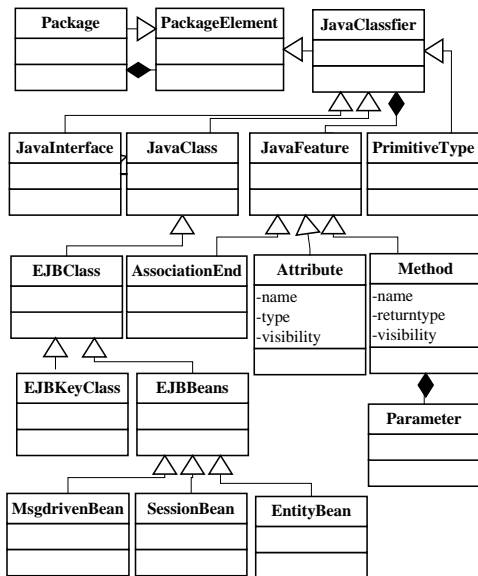 Package
PackageElement
JavaClassfier
JavaInterface
JavaClass
JavaFeature
PrimitiveType
EJBClass
AssociationEnd
Attribute
-name
-type
-visibility
Method
-name
-returntype
-visibility
EJBKeyClass
EJBBeans
Parameter
MsgdrivenBean
SessionBean
EntityBean